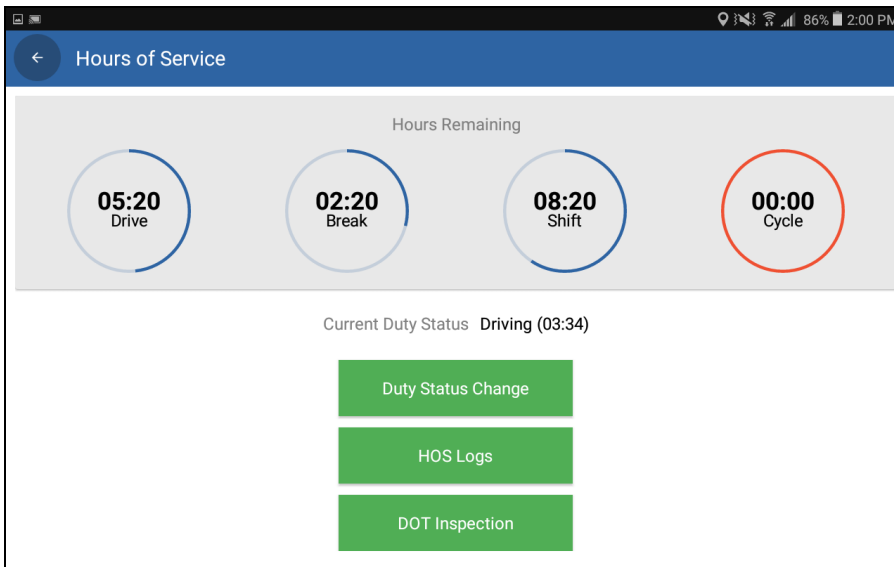 86% 2:00 PM
Hours of Service
Hours Remaining
05:20 02:20 08:20 00:00
Drive Break Shift Cycle
Current Duty Status Driving (03:34)
Duty Status Change
HOS Logs
DOT Inspection